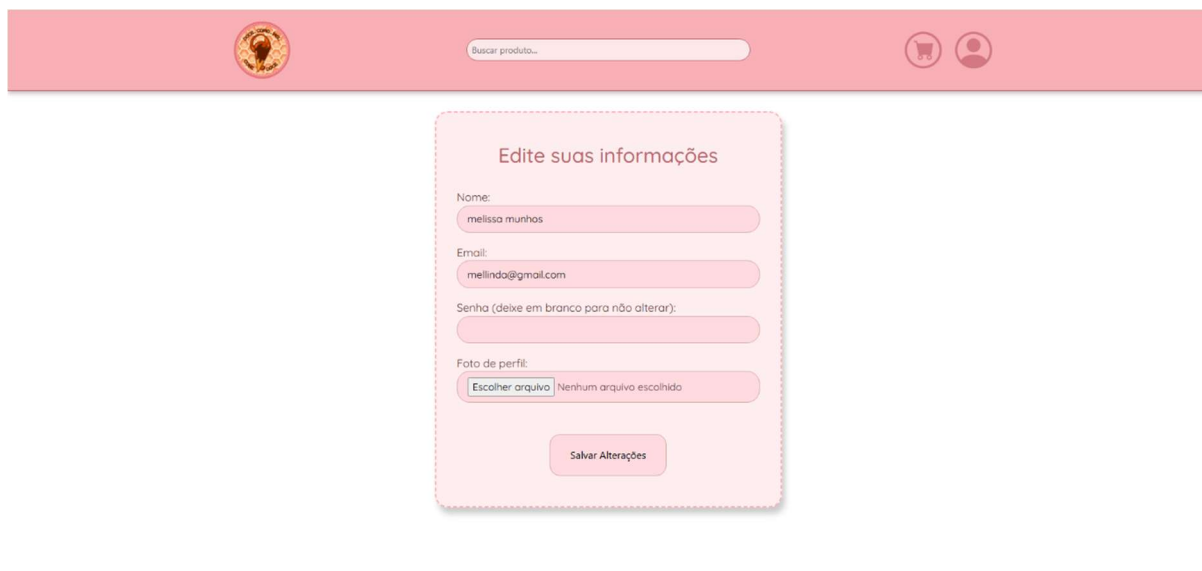 Buscar produto...
Edite suas informações
Nome:
melissa munhos
Email:
mellinda@gmail.com
Senha (deixe em branco para não alterar):
Foto de perfil:
Escolher arquivo Nenhum arquivo escolhido
Salvar Alterações